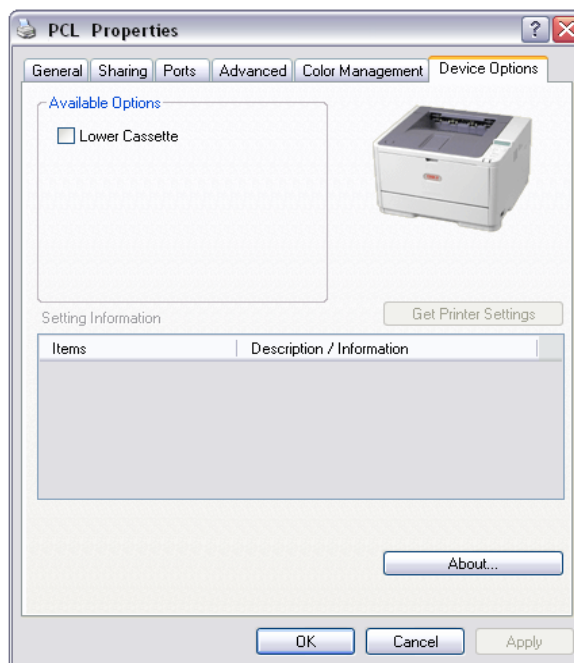 PCL Properties
?
General Sharing Ports Advanced Color Management Device Options
Available Options
Lower Cassette
Setting Information
Get Printer Settings
Items Description / Information
About...
OK Cancel Apply